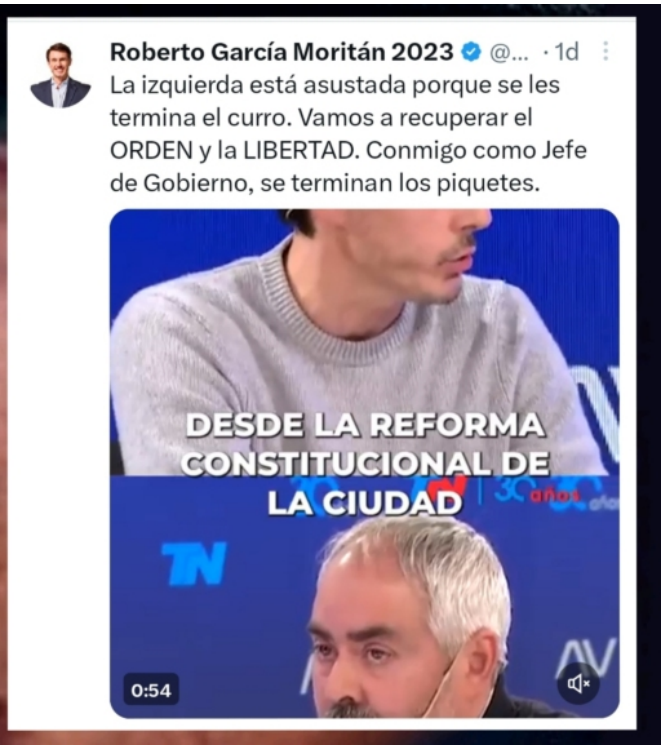 Roberto García Moritán 2023 @... · 1d
La izquierda está asustada porque se les
termina el curro. Vamos a recuperar el
ORDEN y la LIBERTAD. Conmigo como Jefe
de Gobierno, se terminan los piquetes.
DESDE LA REFORMA
CONSTITUCIONAL DE
LA CIUDAD
30 años
TN
AV
0:54